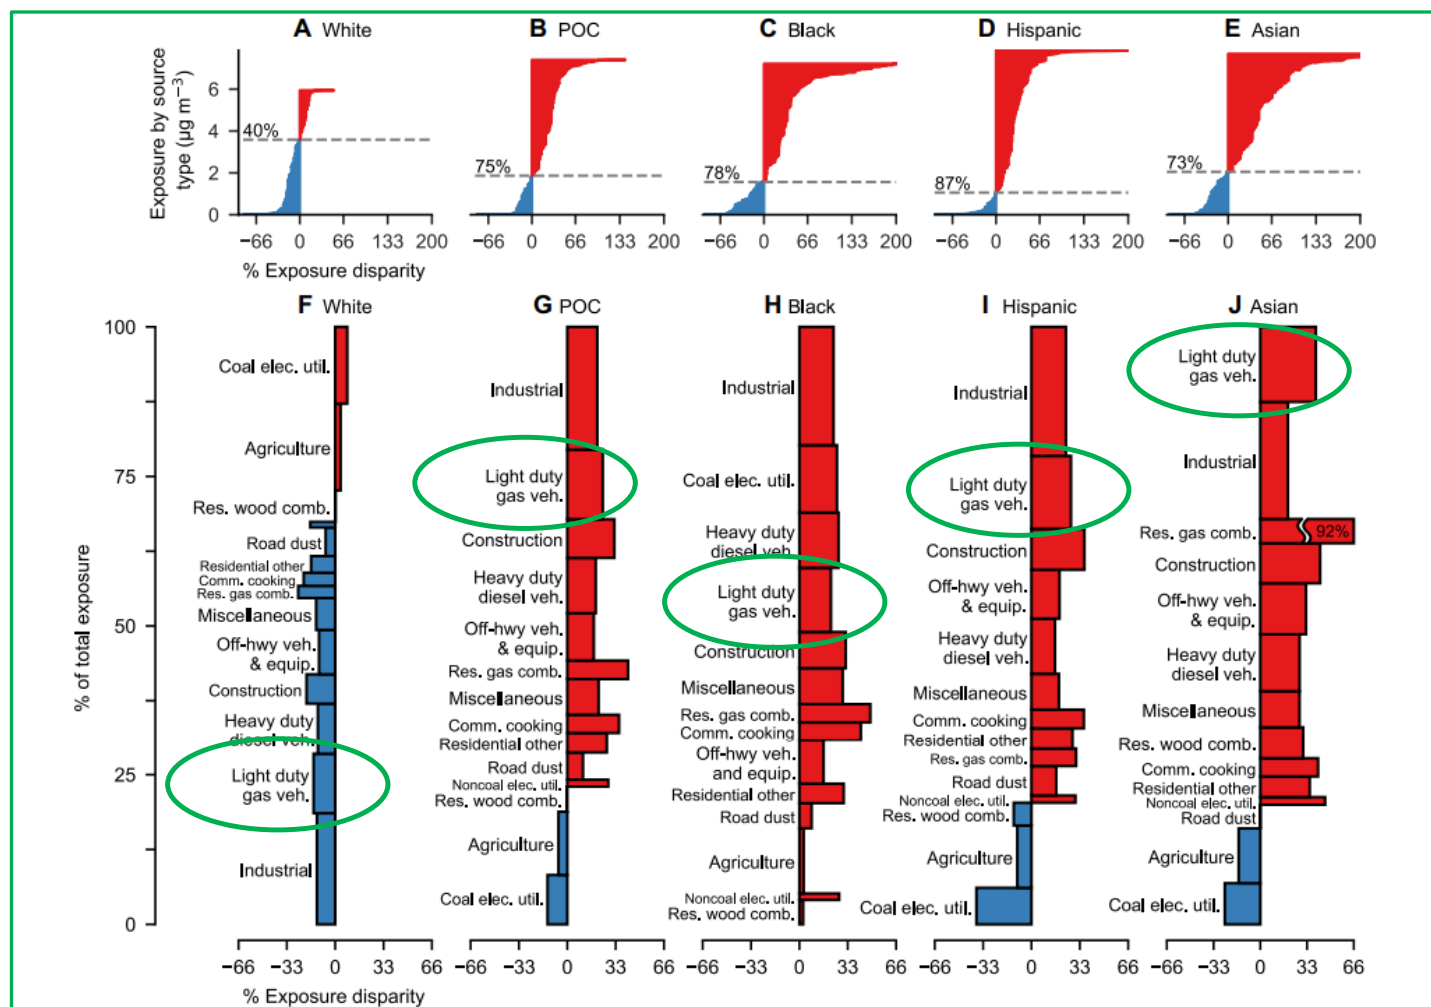 A White
B POC
C Black
D Hispanic
E Asian
Exposure by source
type (μg m−3)
6
4
2
0
40%
75%
78%
87%
73%
−66 0 66 133 200
−66 0 66 133 200
−66 0 66 133 200
−66 0 66 133 200
−66 0 66 133 200
% Exposure disparity
F White
G POC
H Black
I Hispanic
J Asian
% of total exposure
100
75
50
25
0
Coal elec. util.
Agriculture
Res. wood comb.
Road dust
Residential other
Comm. cooking
Res. gas comb.
Miscellaneous
Off-hwy veh.
& equip.
Construction
Heavy duty
diesel veh.
Light duty
gas veh.
Industrial
Industrial
Light duty
gas veh.
Construction
Heavy duty
diesel veh.
Off-hwy veh.
& equip.
Res. gas comb.
Miscellaneous
Comm. cooking
Residential other
Road dust
Noncoal elec. util.
Res. wood comb.
Agriculture
Coal elec. util.
Industrial
Coal elec. util.
Heavy duty
diesel veh.
Light duty
gas veh.
Construction
Miscellaneous
Res. gas comb.
Comm. cooking
Off-hwy veh.
and equip.
Residential other
Road dust
Agriculture
Noncoal elec. util.
Res. wood comb.
Industrial
Light duty
gas veh.
Construction
Off-hwy veh.
& equip.
Heavy duty
diesel veh.
Miscellaneous
Comm. cooking
Residential other
Res. gas comb.
Road dust
Noncoal elec. util.
Res. wood comb.
Agriculture
Coal elec. util.
Light duty
gas veh.
Industrial
Res. gas comb.
92%
Construction
Off-hwy veh.
& equip.
Heavy duty
diesel veh.
Miscellaneous
Res. wood comb.
Comm. cooking
Residential other
Noncoal elec. util.
Road dust
Agriculture
Coal elec. util.
−66 −33 0 33 66
−66 −33 0 33 66
−66 −33 0 33 66
−66 −33 0 33 66
−66 −33 0 33 66
% Exposure disparity